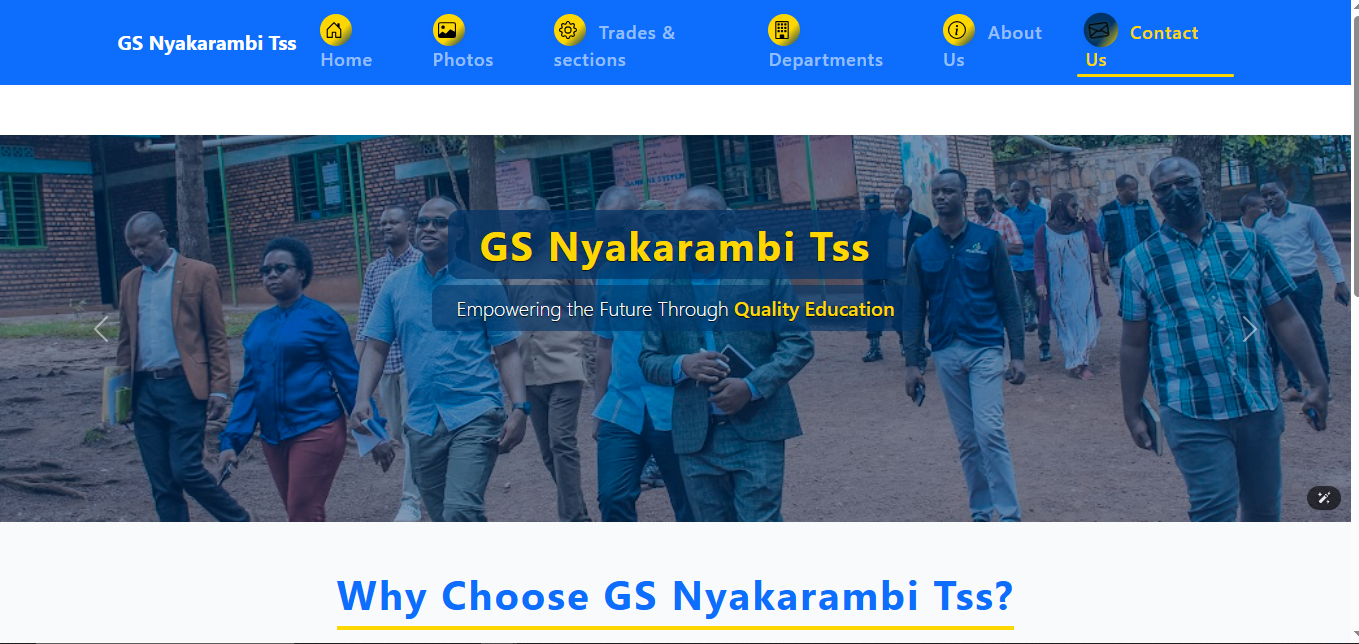 GS Nyakarambi Tss
Home
Photos
Trades &
sections
Departments
About
Us
Contact
Us
GS Nyakarambi Tss
Empowering the Future Through Quality Education
Why Choose GS Nyakarambi Tss?